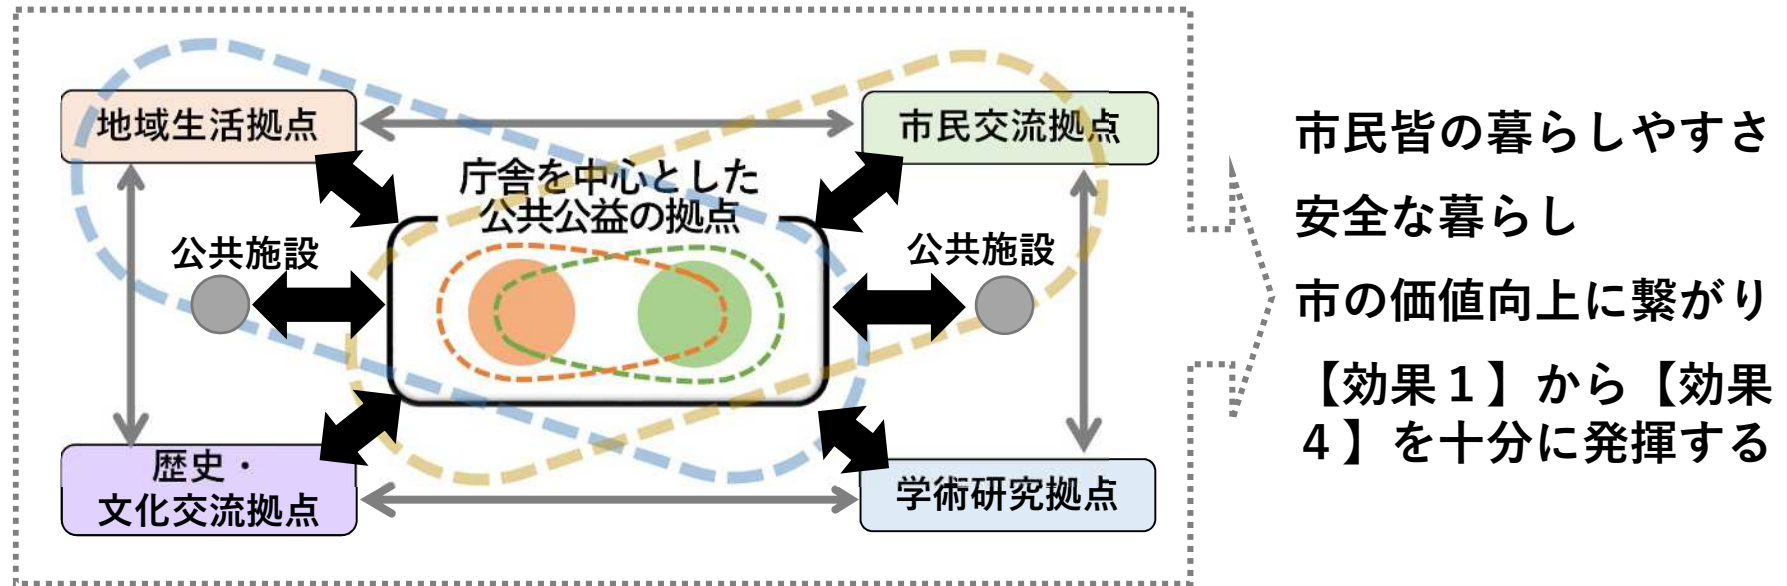 地域生活拠点
市民交流拠点
庁舎を中心とした
公共公益の拠点
公共施設
公共施設
歴史・
文化交流拠点
学術研究拠点
市民皆の暮らしやすさ
安全な暮らし
市の価値向上に繋がり
【効果１】から【効果
４】を十分に発揮する